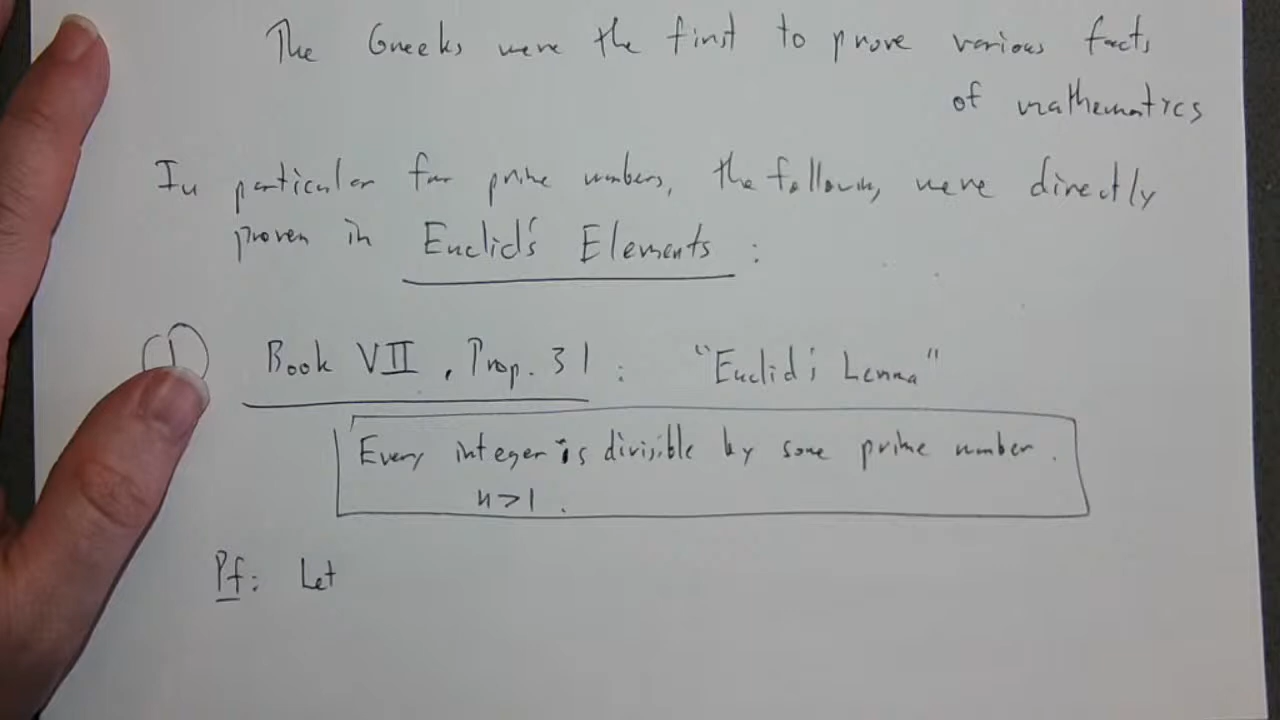 The Greeks were the first to prove various facts
of mathematics
In particular for prime numbers, the following were directly
proven in Euclid's Elements :
1 Book VII, Prop. 31 : "Euclid's Lemma"
Every integer is divisible by some prime number.
n>1.
Pf: Let